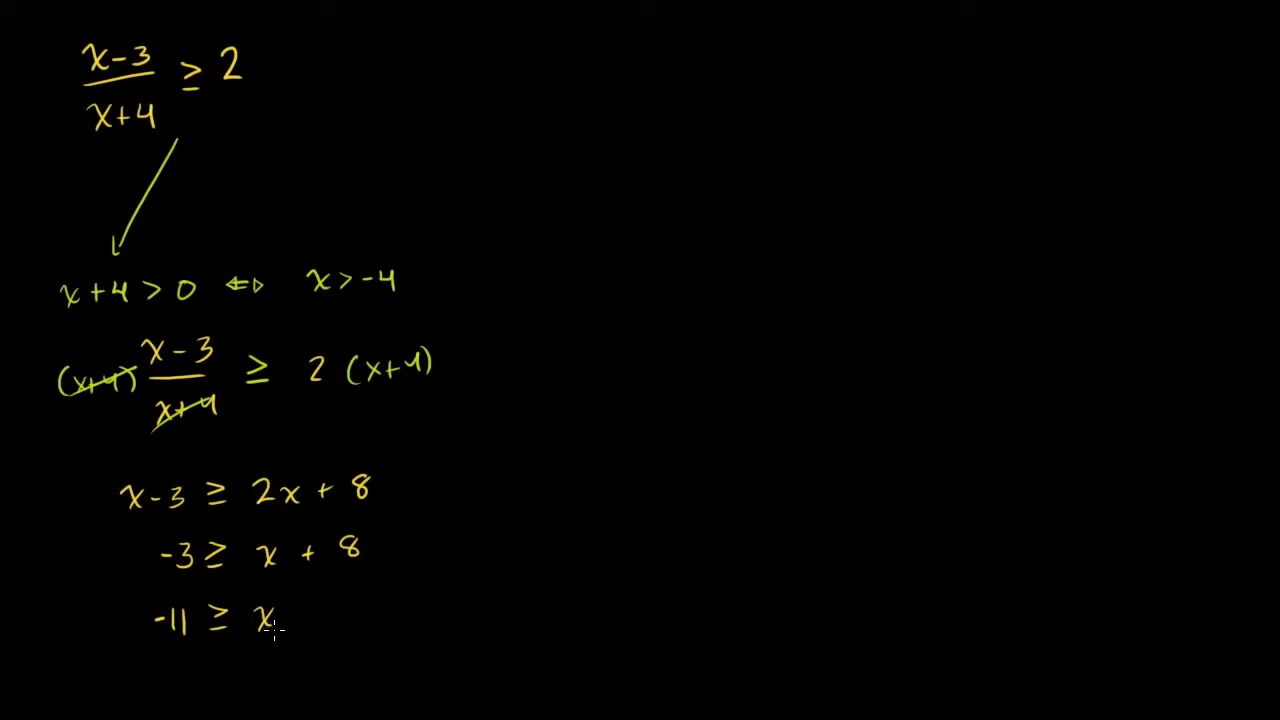 x-3
x+4
≥ 2
x+4 > 0 ⇔ x > -4
(x+4) x-3 ≥ 2 (x+4)
x+4
x-3 ≥ 2x + 8
-3 ≥ x + 8
-11 ≥ x